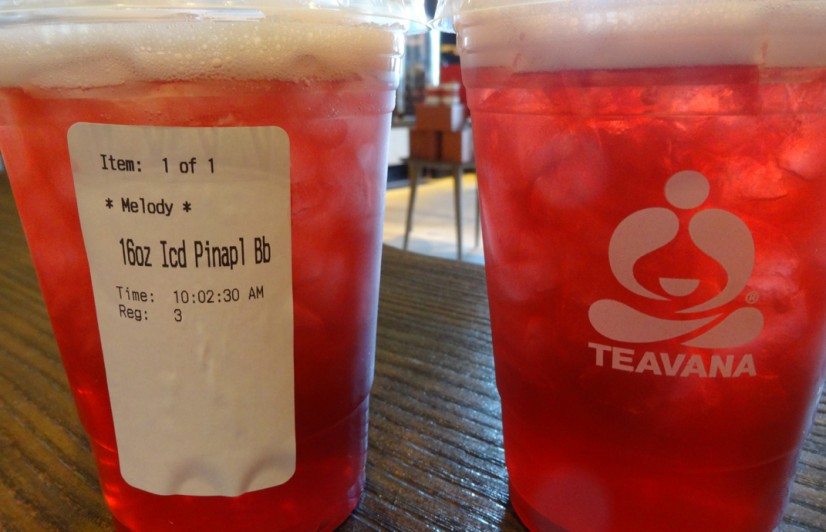 Item: 1 of 1
* Melody *
16oz Icd Pinapl Bb
Time: 10:02:30 AM
Reg: 3
TEAVANA
®